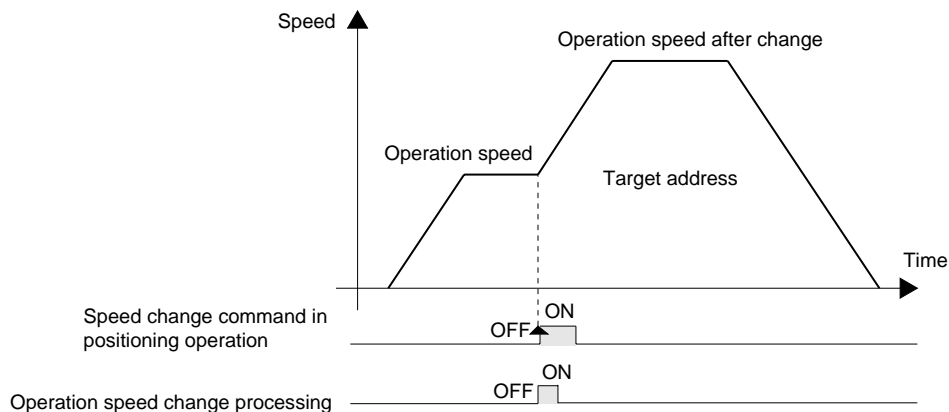 Speed
Operation speed after change
Operation speed
Target address
Time
Speed change command in
positioning operation
OFF
ON
Operation speed change processing
OFF
ON